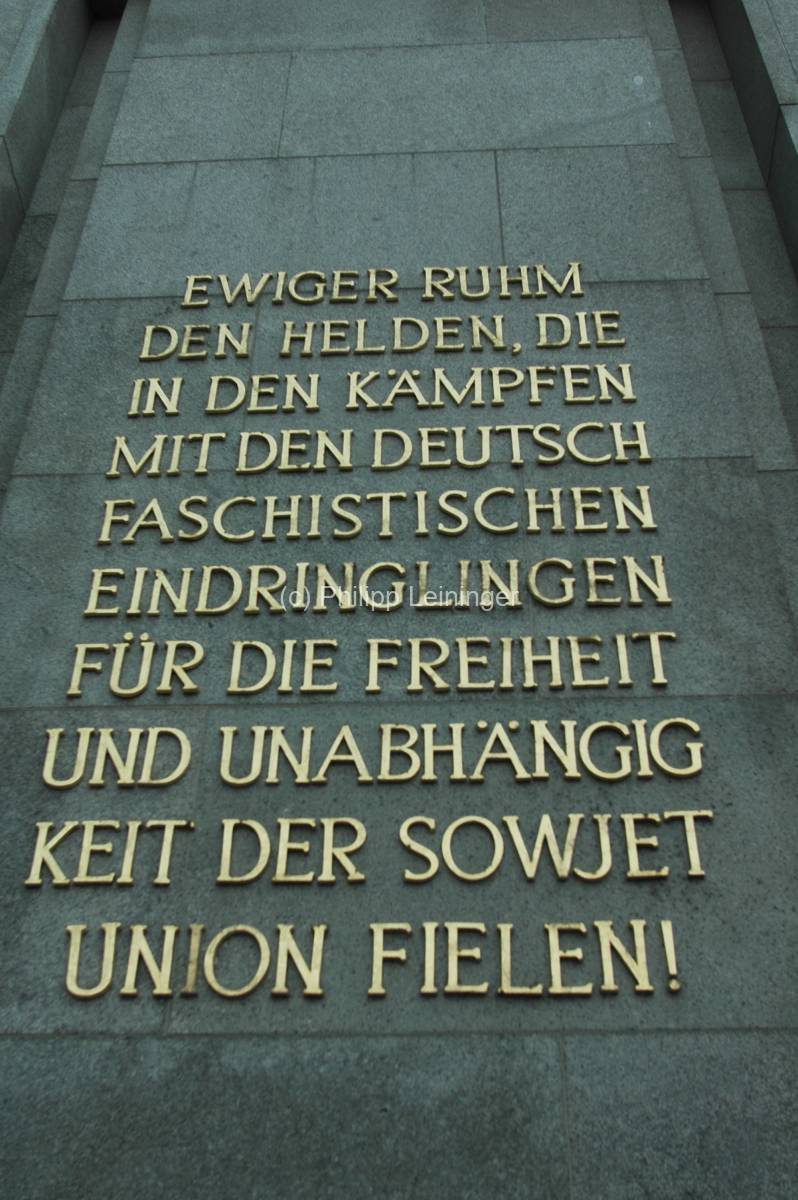 EWIGER RUHM
DEN HELDEN, DIE
IN DEN KÄMPFEN
MIT DEN DEUTSCH
FASCHISTISCHEN
EINDRINGLINGEN
(c) Philipp Leininger
FÜR DIE FREIHEIT
UND UNABHÄNGIG
KEIT DER SOWJET
UNION FIELEN!